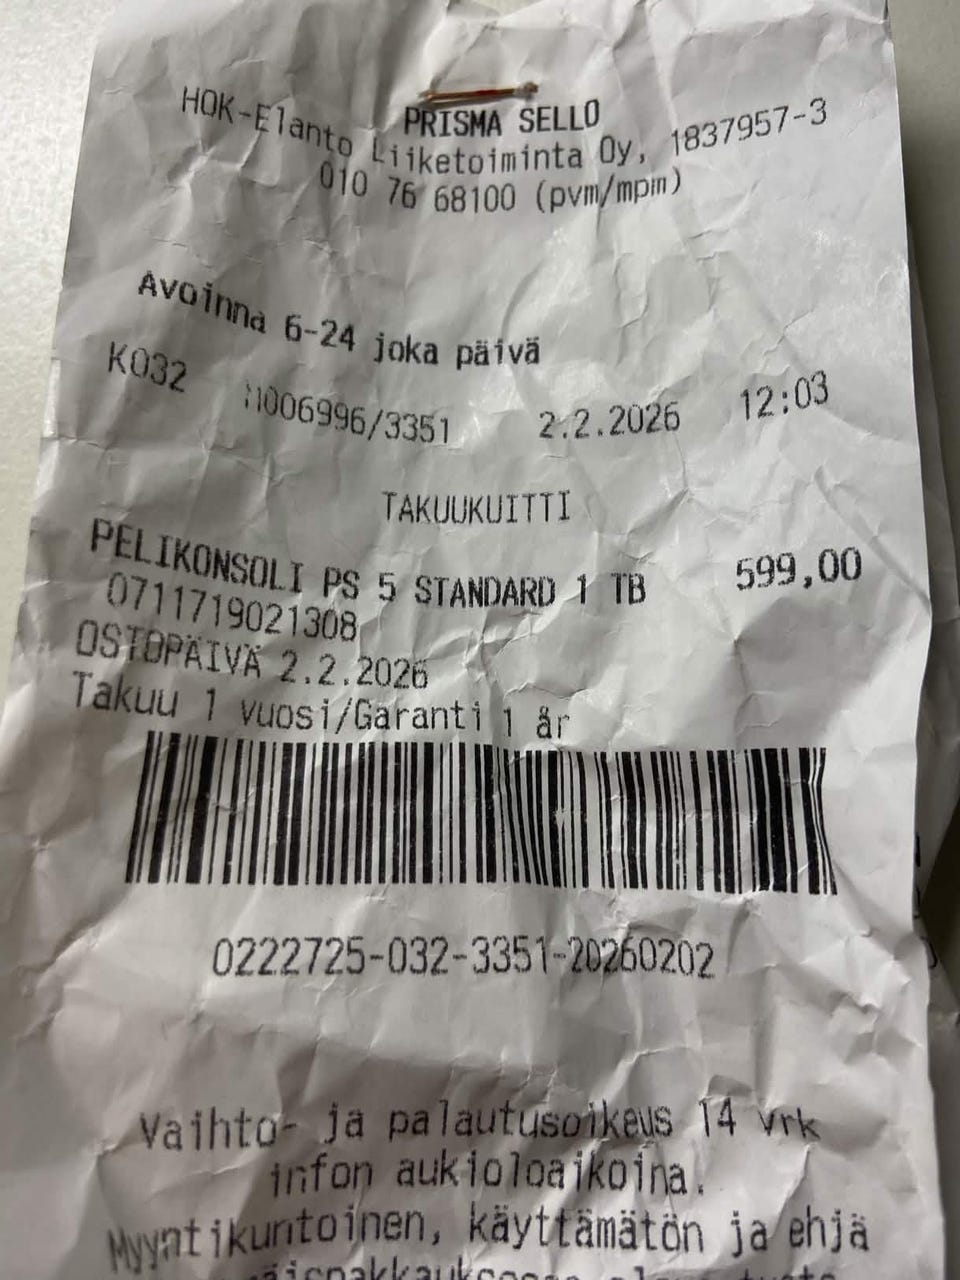 PRISMA SELLO
HOK-Elanto Liiketoiminta Oy, 1837957-3
010 76 68100 (pvm/mpm)
Avoinna 6-24 joka päivä
K032 M006996/3351 2.2.2026 12:03
TAKUUKUITTI
PELIKONSOLI PS 5 STANDARD 1 TB 599,00
0711719021308
OSTOPÄIVÄ 2.2.2026
Takuu 1 vuosi/Garanti 1 år
0222725-032-3351-20260202
Vaihto- ja palautusoikeus 14 vrk
infon aukioloaikoina.
Myyntikuntoinen, käyttämätön ja ehjä